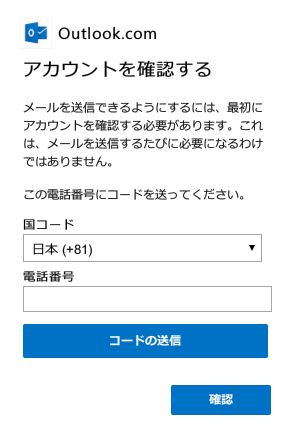 Outlook.com
アカウントを確認する
メールを送信できるようにするには、最初に
アカウントを確認する必要があります。これ
は、メールを送信するたびに必要になるわけ
ではありません。
この電話番号にコードを送ってください。
国コード
日本 (+81)
電話番号
コードの送信
確認